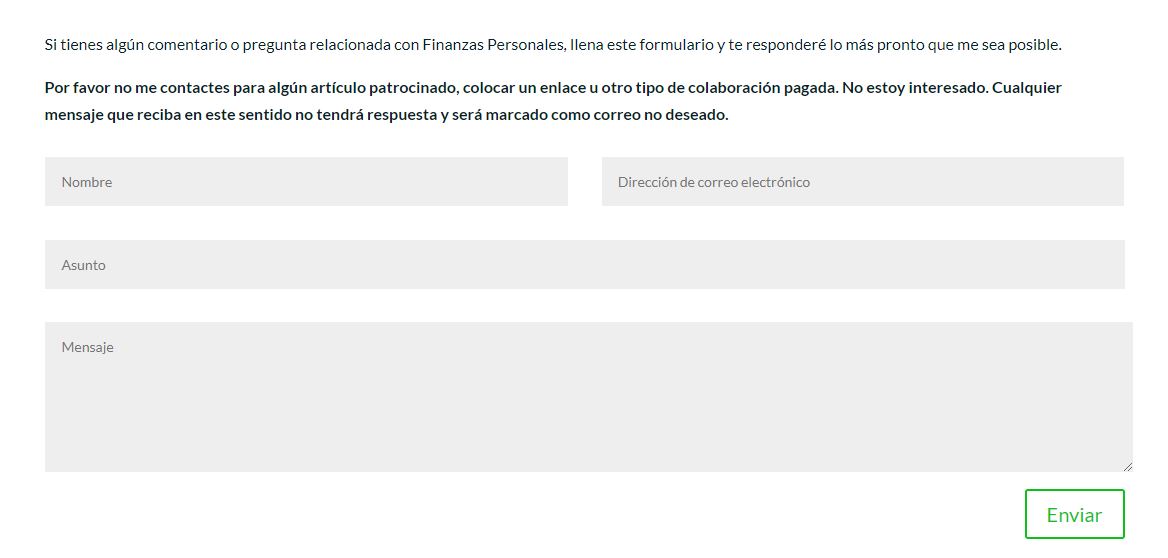 Si tienes algún comentario o pregunta relacionada con Finanzas Personales, llena este formulario y te responderé lo más pronto que me sea posible.
Por favor no me contactes para algún artículo patrocinado, colocar un enlace u otro tipo de colaboración pagada. No estoy interesado. Cualquier
mensaje que reciba en este sentido no tendrá respuesta y será marcado como correo no deseado.
Nombre
Dirección de correo electrónico
Asunto
Mensaje
Enviar